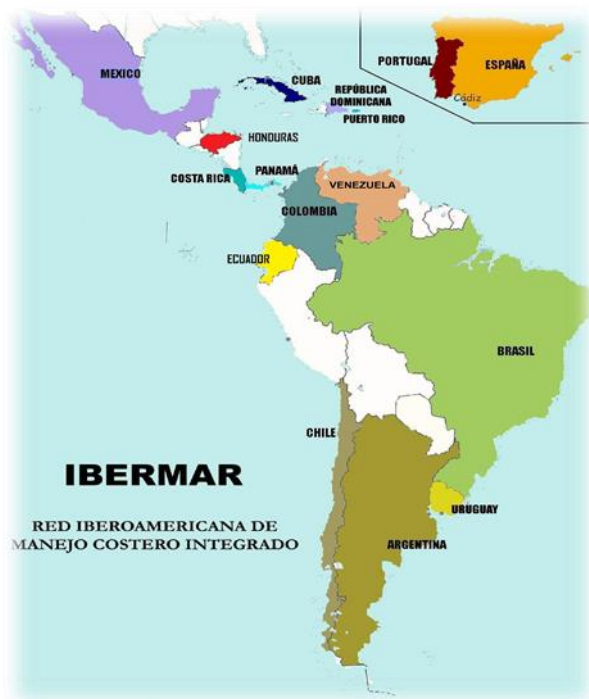 PORTUGAL
ESPAÑA
Cádiz
MEXICO
CUBA
REPÚBLICA
DOMINICANA
PUERTO RICO
HONDURAS
COSTA RICA
PANAMÁ
VENEZUELA
COLOMBIA
ECUADOR
BRASIL
CHILE
IBERMAR
URUGUAY
RED IBEROAMERICANA DE
MANEJO COSTERO INTEGRADO
ARGENTINA